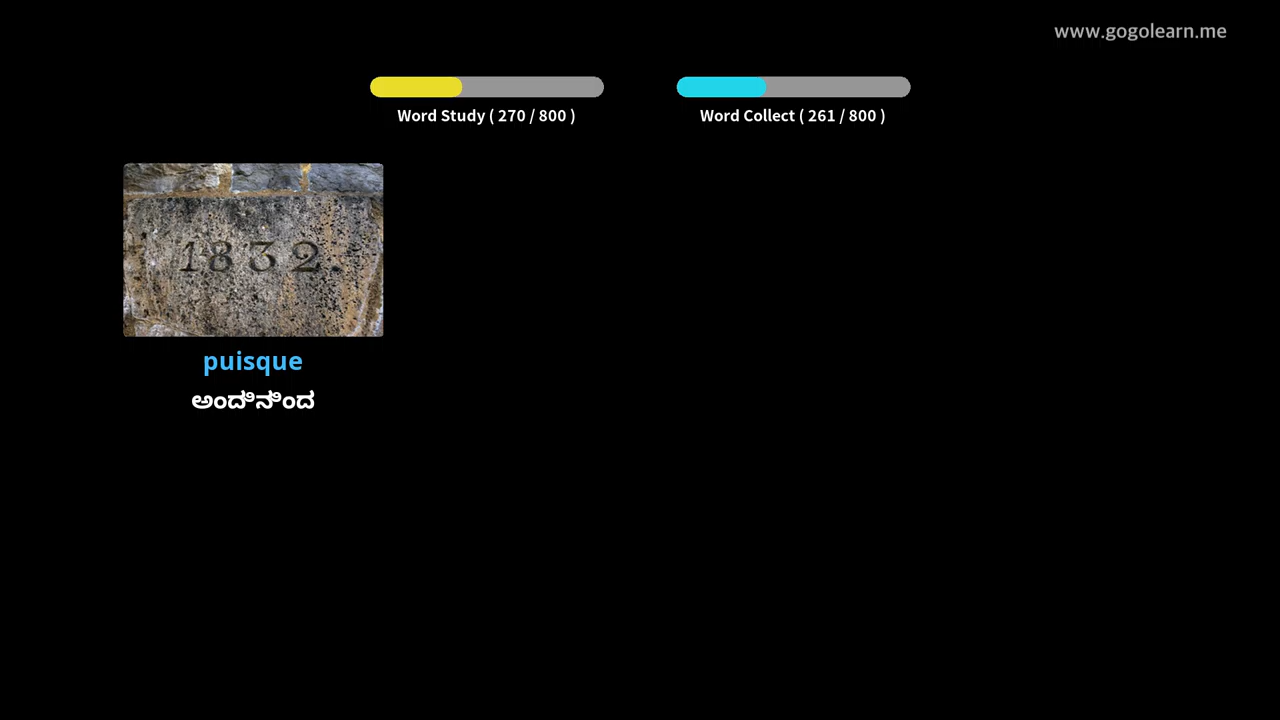 www.gogolearn.me
Word Study ( 270 / 800 )
Word Collect ( 261 / 800 )
1832.
puisque
ಅಂದಿನಿಂದ